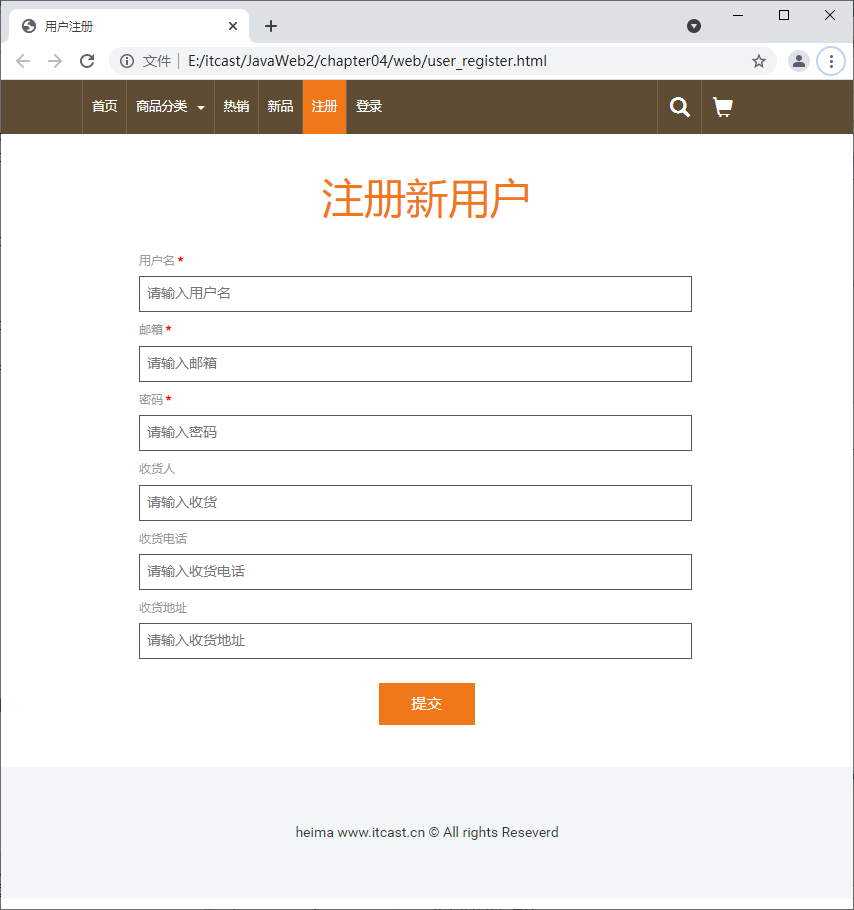 用户注册
文件 E:/itcast/JavaWeb2/chapter04/web/user_register.html
首页 商品分类 热销 新品 注册 登录
注册新用户
用户名 *
请输入用户名
邮箱 *
请输入邮箱
密码 *
请输入密码
收货人
请输入收货
收货电话
请输入收货电话
收货地址
请输入收货地址
提交
heima www.itcast.cn © All rights Reseverd